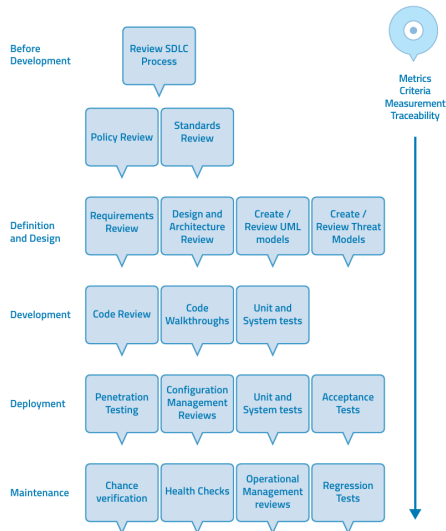 Before
Development
Review SDLC
Process
Metrics
Criteria
Measurement
Traceability
Policy Review
Standards
Review
Definition
and Design
Requirements
Review
Design and
Architecture
Review
Create /
Review UML
models
Create /
Review Threat
Models
Development
Code Review
Code
Walkthroughs
Unit and
System tests
Deployment
Penetration
Testing
Configuration
Management
Reviews
Unit and
System tests
Acceptance
Tests
Maintenance
Chance
verification
Health Checks
Operational
Management
reviews
Regression
Tests